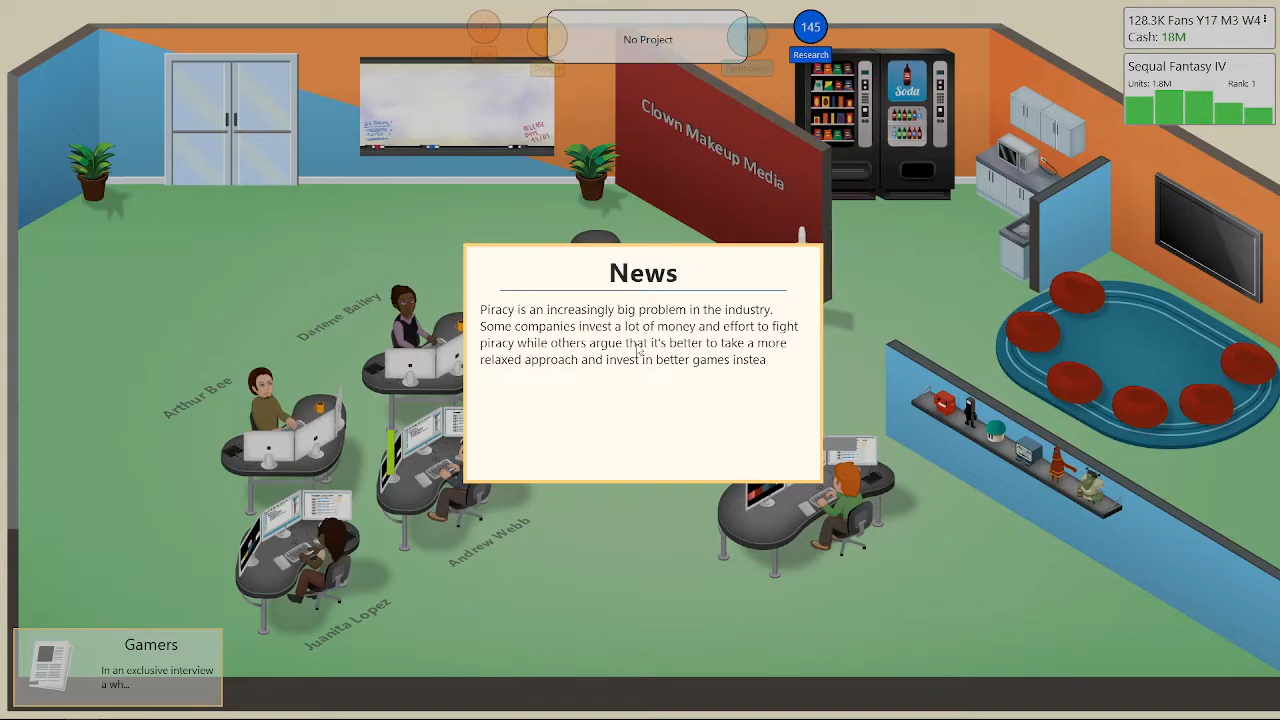 No Project
145
Research
128.3K Fans Y17 M3 W4
Cash: 18M
Sequal Fantasy IV
Units: 1.8M Rank: 1
Soda
Clown Makeup Media
RELEASE
DATE
News
Piracy is an increasingly big problem in the industry.
Some companies invest a lot of money and effort to fight
piracy while others argue that it's better to take a more
relaxed approach and invest in better games instea
Darlene Bailey
Arthur Bee
Andrew Webb
Juanita Lopez
Gamers
In an exclusive interview
a wh...